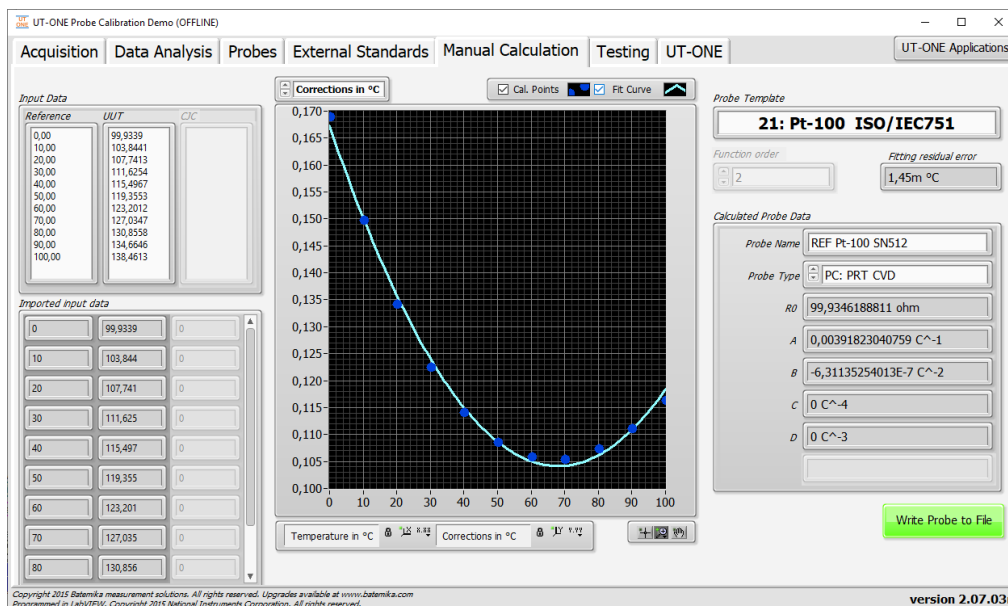 UT ONE
UT-ONE Probe Calibration Demo (OFFLINE)
Acquisition Data Analysis Probes External Standards Manual Calculation Testing UT-ONE
UT-ONE Applications
Input Data
Reference UUT CJC
0,00 99,9339
10,00 103,8441
20,00 107,7413
30,00 111,6254
40,00 115,4967
50,00 119,3553
60,00 123,2012
70,00 127,0347
80,00 130,8558
90,00 134,6646
100,00 138,4613
Imported input data
0 99,9339 0
10 103,844 0
20 107,741 0
30 111,625 0
40 115,497 0
50 119,355 0
60 123,201 0
70 127,035 0
80 130,856 0
Corrections in °C
Cal. Points Fit Curve
0,170
0,165
0,160
0,155
0,150
0,145
0,140
0,135
0,130
0,125
0,120
0,115
0,110
0,105
0,100
0 10 20 30 40 50 60 70 80 90 100
Temperature in °C
Corrections in °C
Probe Template
21: Pt-100 ISO/IEC751
Function order
2
Fitting residual error
1,45m °C
Calculated Probe Data
Probe Name REF Pt-100 SN512
Probe Type PC: PRT CVD
R0 99,9346188811 ohm
A 0,00391823040759 C^-1
B -6,31135254013E-7 C^-2
C 0 C^-4
D 0 C^-3
Write Probe to File
Copyright 2015 Batemika measurement solutions. All rights reserved. Upgrades available at www.batemika.com
Programmed in LabVIEW. Copyright 2015 National Instruments Corporation. All rights reserved.
version 2.07.03